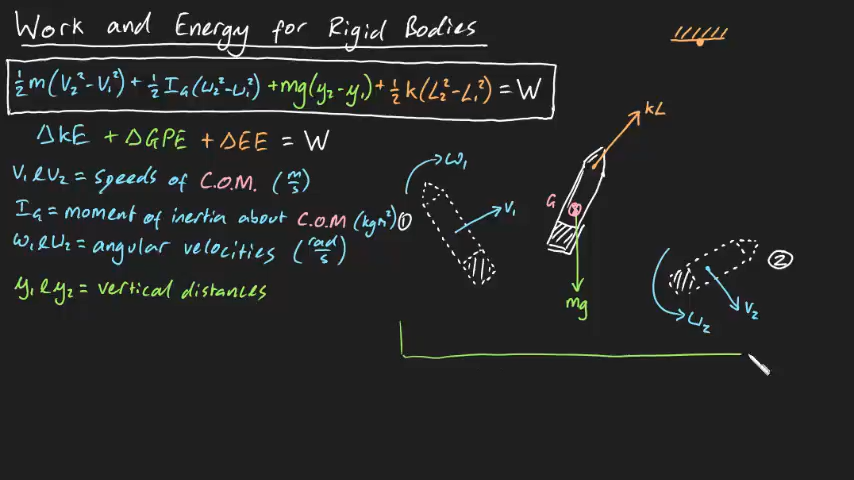 Work and Energy for Rigid Bodies
½m(V₂²-V₁²)+½I_G(ω₂²-ω₁²)+mg(y₂-y₁)+½k(L₂²-L₁²)=W
ΔKE +ΔGPE +ΔEE = W
V₁&V₂=speeds of C.O.M. (m/s)
I_G=moment of inertia about C.O.M (kgm²)
ω₁&ω₂=angular velocities (rad/s)
y₁&y₂=vertical distances
①
ω₁
V₁
G
kL
mg
②
ω₂
V₂